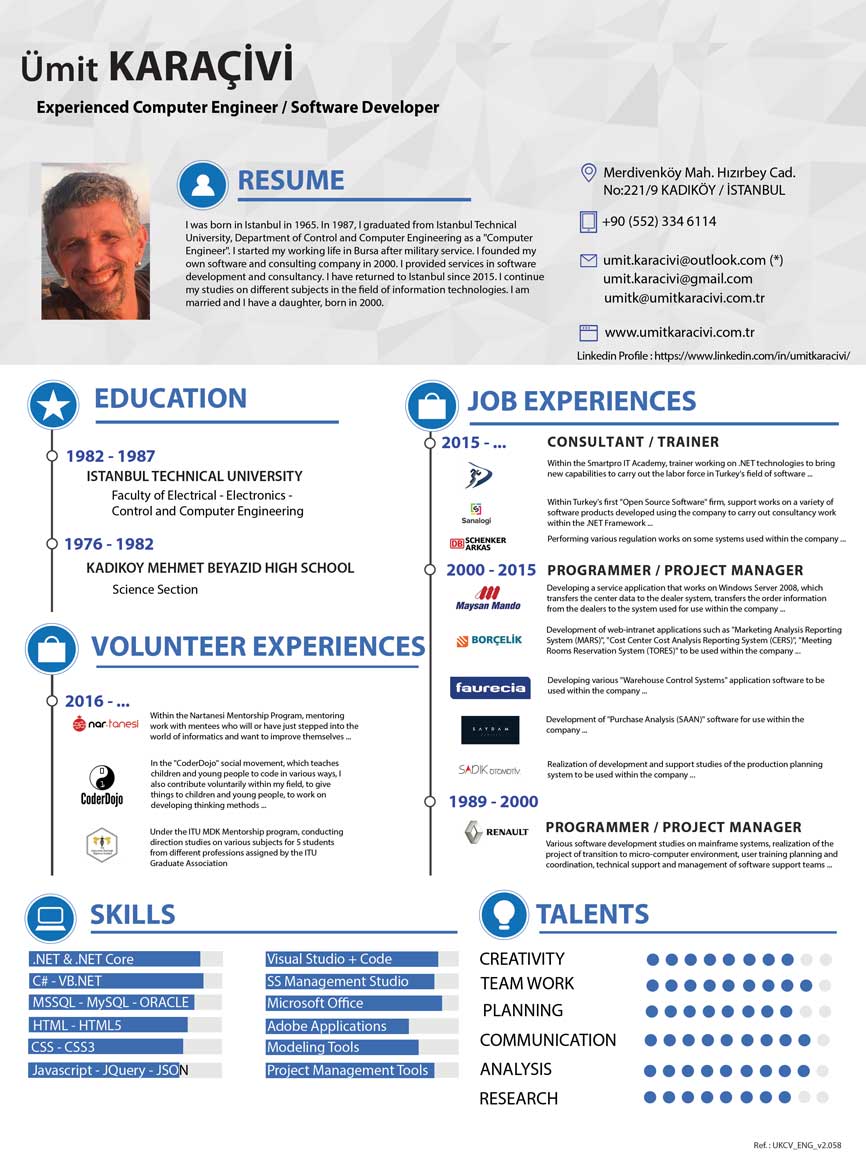 Ümit KARAÇİVİ
Experienced Computer Engineer / Software Developer
RESUME
I was born in Istanbul in 1965. In 1987, I graduated from Istanbul Technical
University, Department of Control and Computer Engineering as a "Computer
Engineer". I started my working life in Bursa after military service. I founded my
own software and consulting company in 2000. I provided services in software
development and consultancy. I have returned to Istanbul since 2015. I continue
my studies on different subjects in the field of information technologies. I am
married and I have a daughter, born in 2000.
Merdivenköy Mah. Hızırbey Cad.
No:221/9 KADIKÖY / İSTANBUL
+90 (552) 334 6114
umit.karacivi@outlook.com (*)
umit.karacivi@gmail.com
umitk@umitkaracivi.com.tr
www.umitkaracivi.com.tr
Linkedin Profile : https://www.linkedin.com/in/umitkaracivi/
EDUCATION
1982 - 1987
ISTANBUL TECHNICAL UNIVERSITY
Faculty of Electrical - Electronics -
Control and Computer Engineering
1976 - 1982
KADIKOY MEHMET BEYAZID HIGH SCHOOL
Science Section
VOLUNTEER EXPERIENCES
2016 - ...
nar tanesi
Within the Nartanesi Mentorship Program, mentoring
work with mentees who will or have just stepped into the
world of informatics and want to improve themselves ...
CoderDojo
In the "CoderDojo" social movement, which teaches
children and young people to code in various ways, I
also contribute voluntarily within my field, to give
things to children and young people, to work on
developing thinking methods ...
Under the ITU MDK Mentorship program, conducting
direction studies on various subjects for 5 students
from different professions assigned by the ITU
Graduate Association
JOB EXPERIENCES
2015 - ...
CONSULTANT / TRAINER
Within the Smartpro IT Academy, trainer working on .NET technologies to bring
new capabilities to carry out the labor force in Turkey's field of software ...
Sanalogi
Within Turkey's first "Open Source Software" firm, support works on a variety of
software products developed using the company to carry out consultancy work
within the .NET Framework ...
DB SCHENKER
ARKAS
Performing various regulation works on some systems used within the company ...
2000 - 2015
PROGRAMMER / PROJECT MANAGER
Maysan Mando
Developing a service application that works on Windows Server 2008, which
transfers the center data to the dealer system, transfers the order information
from the dealers to the system used for use within the company ...
BORÇELİK
Development of web-intranet applications such as "Marketing Analysis Reporting
System (MARS)", "Cost Center Cost Analysis Reporting System (CERS)", "Meeting
Rooms Reservation System (TORES)" to be used within the company ...
faurecia
Developing various "Warehouse Control Systems" application software to be
used within the company ...
SAYDAM
Development of "Purchase Analysis (SAAN)" software for use within the
company ...
SADIK OTOMOTİV
Realization of development and support studies of the production planning
system to be used within the company ...
1989 - 2000
RENAULT
PROGRAMMER / PROJECT MANAGER
Various software development studies on mainframe systems, realization of the
project of transition to micro-computer environment, user training planning and
coordination, technical support and management of software support teams ...
SKILLS
.NET & .NET Core
C# - VB.NET
MSSQL - MySQL - ORACLE
HTML - HTML5
CSS - CSS3
Javascript - JQuery - JSON
Visual Studio + Code
SS Management Studio
Microsoft Office
Adobe Applications
Modeling Tools
Project Management Tools
TALENTS
CREATIVITY
TEAM WORK
PLANNING
COMMUNICATION
ANALYSIS
RESEARCH
Ref. : UKCV_ENG_v2.058